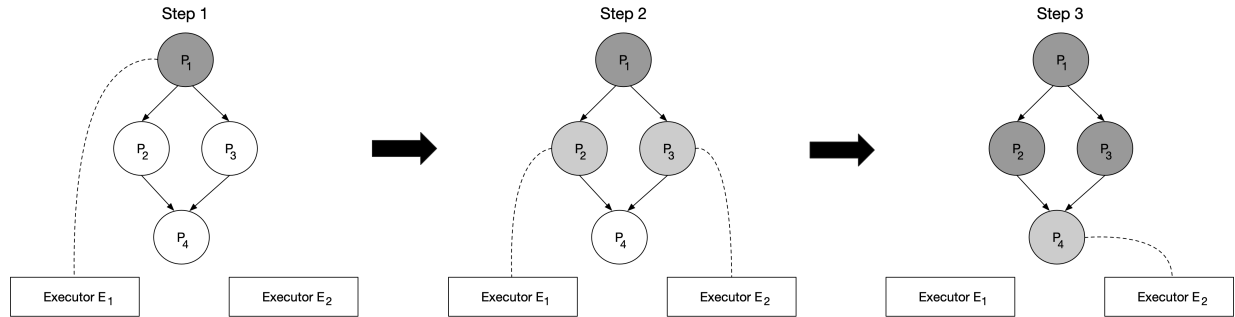 Step 1
P1
P2
P3
P4
Executor E1
Executor E2
Step 2
P1
P2
P3
P4
Executor E1
Executor E2
Step 3
P1
P2
P3
P4
Executor E1
Executor E2